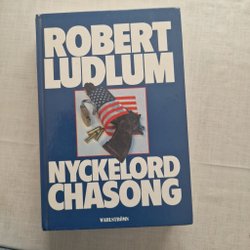 ROBERT
LUDLUM
NYCKELORD
CHASONG
WAHLSTRÖMS